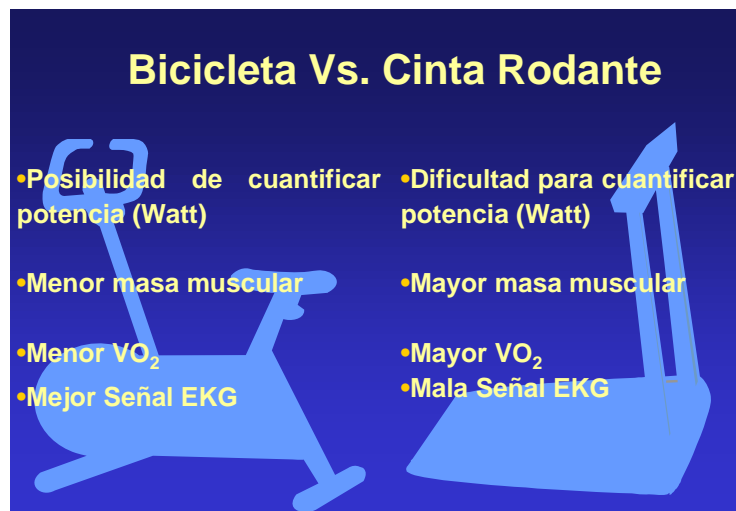 Bicicleta Vs. Cinta Rodante
•Posibilidad de cuantificar
potencia (Watt)
•Menor masa muscular
•Menor VO₂
•Mejor Señal EKG
•Dificultad para cuantificar
potencia (Watt)
•Mayor masa muscular
•Mayor VO₂
•Mala Señal EKG